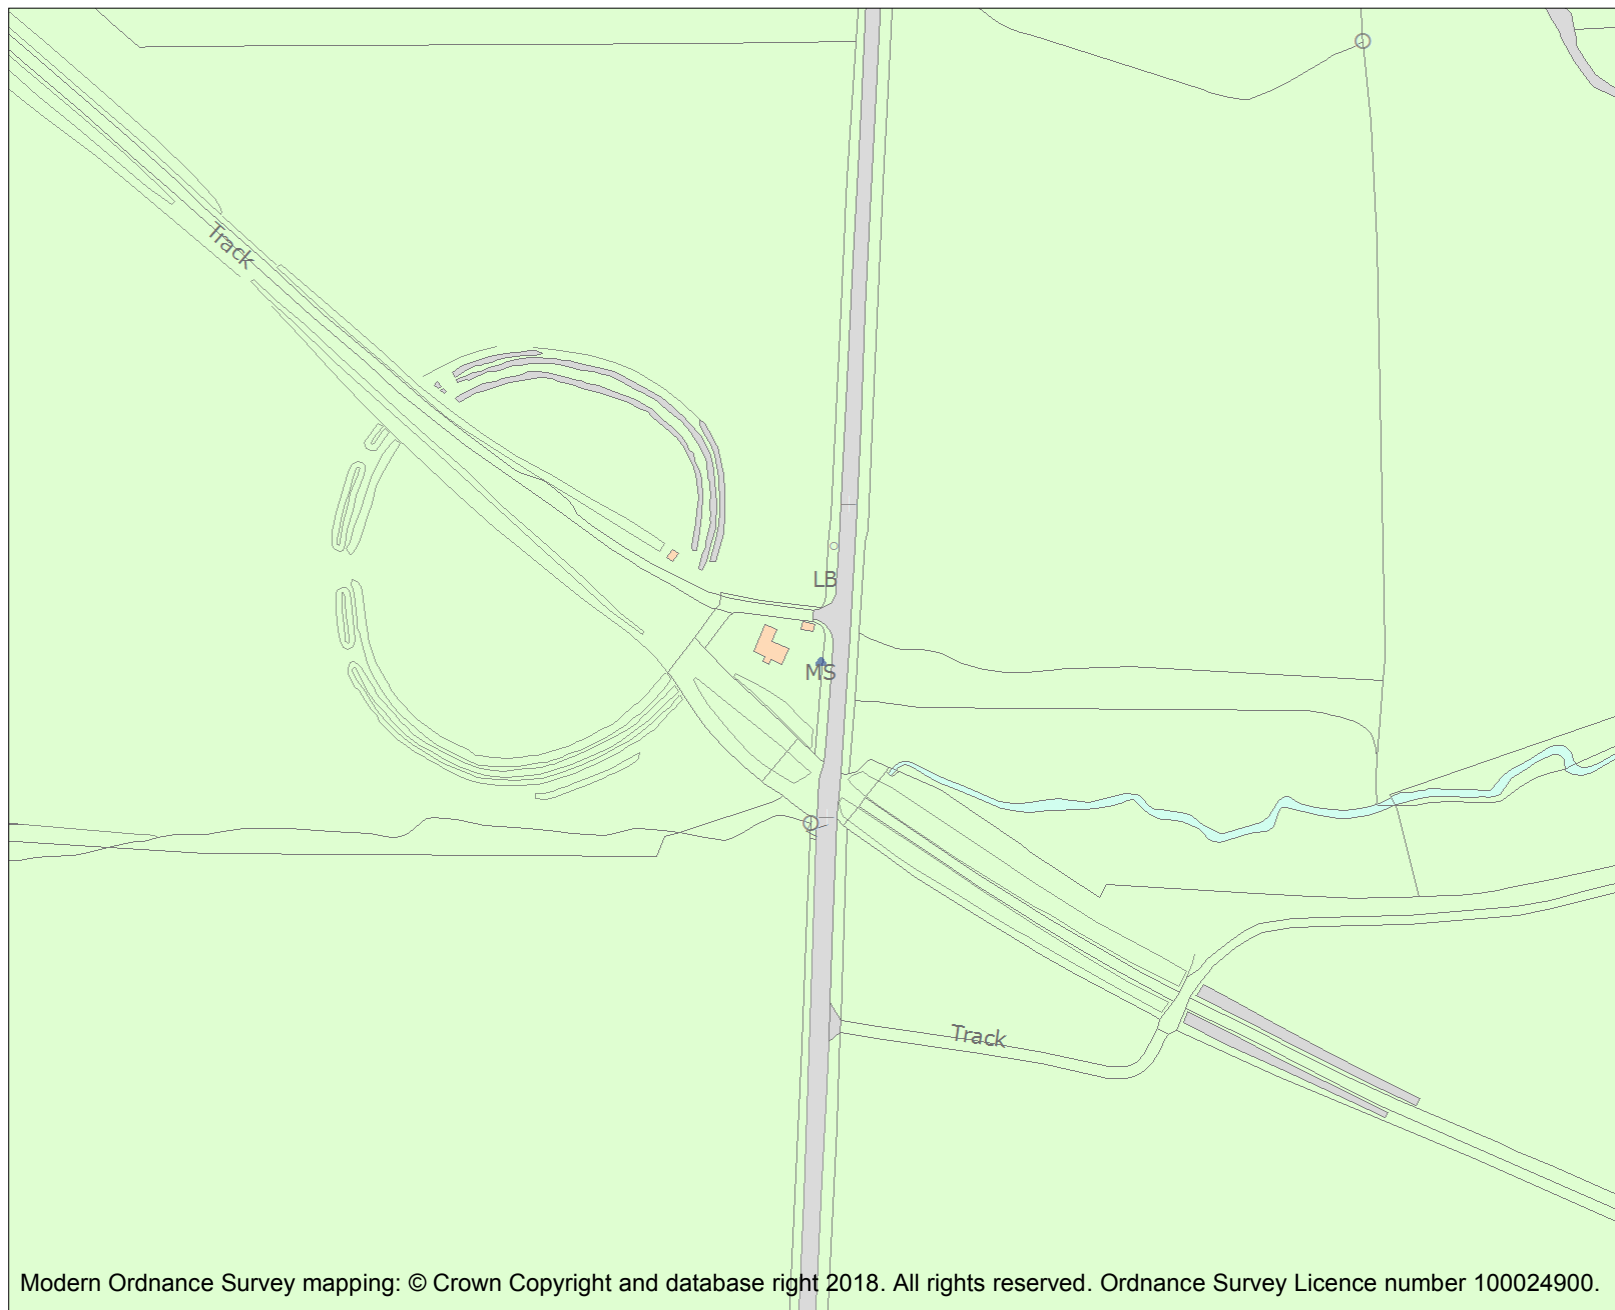 Track
LB
MS
Track
Modern Ordnance Survey mapping: © Crown Copyright and database right 2018. All rights reserved. Ordnance Survey Licence number 100024900.